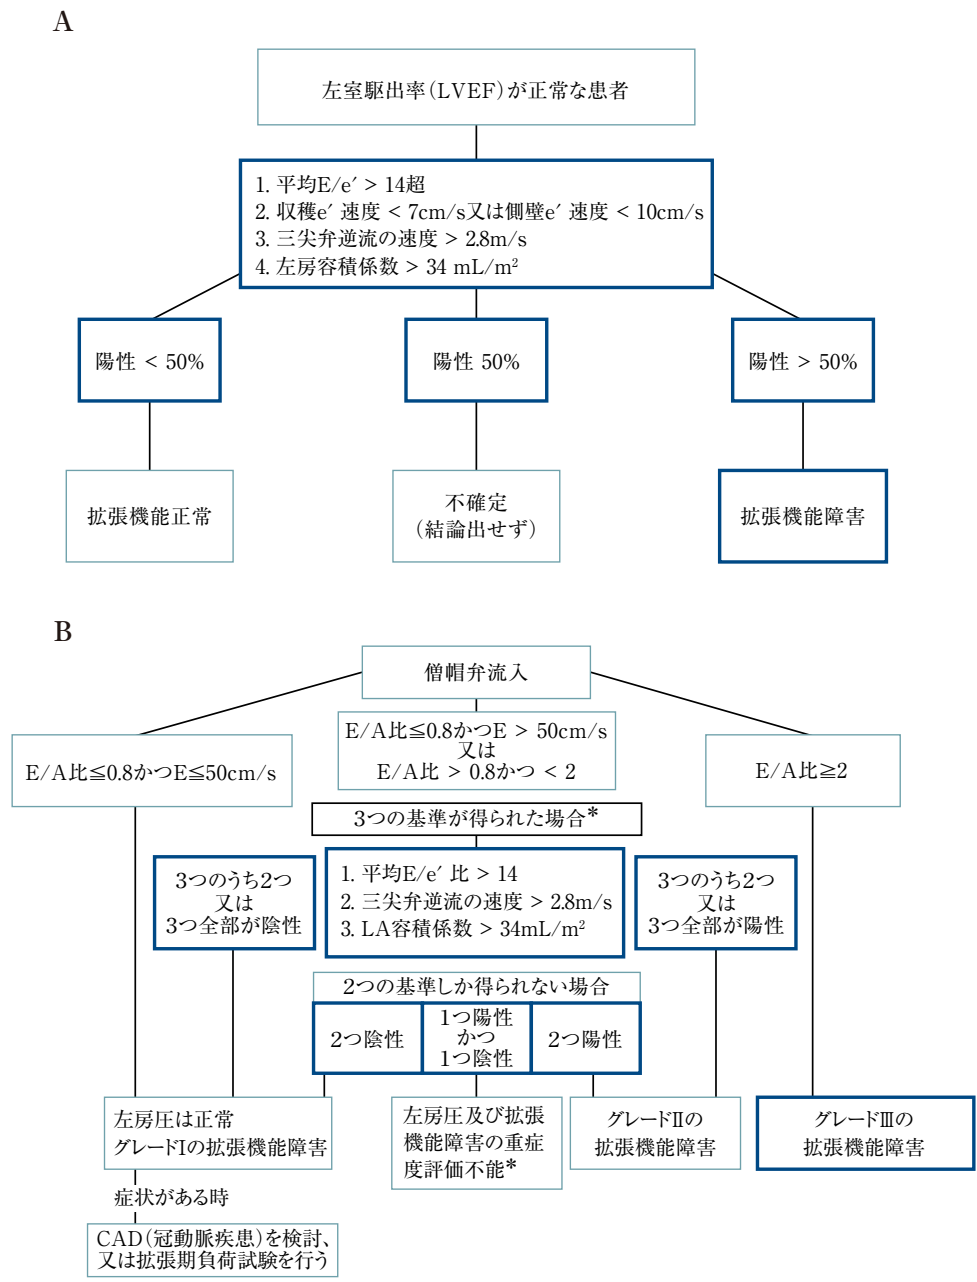 A
左室駆出率(LVEF)が正常な患者
1. 平均E/e′ > 14超
2. 収穫e′ 速度 < 7cm/s又は側壁e′ 速度 < 10cm/s
3. 三尖弁逆流の速度 > 2.8m/s
4. 左房容積係数 > 34 mL/m²
陽性 < 50%
陽性 50%
陽性 > 50%
拡張機能正常
不確定
(結論出せず)
拡張機能障害
B
僧帽弁流入
E/A比≦0.8かつE≦50cm/s
E/A比≦0.8かつE > 50cm/s
又は
E/A比 > 0.8かつ < 2
E/A比≧2
3つの基準が得られた場合*
3つのうち2つ
又は
3つ全部が陰性
1. 平均E/e′ 比 > 14
2. 三尖弁逆流の速度 > 2.8m/s
3. LA容積係数 > 34mL/m²
3つのうち2つ
又は
3つ全部が陽性
2つの基準しか得られない場合
2つ陰性
1つ陽性
かつ
1つ陰性
2つ陽性
左房圧は正常
グレードⅠの拡張機能障害
左房圧及び拡張
機能障害の重症
度評価不能*
グレードⅡの
拡張機能障害
グレードⅢの
拡張機能障害
症状がある時
CAD(冠動脈疾患)を検討、
又は拡張期負荷試験を行う